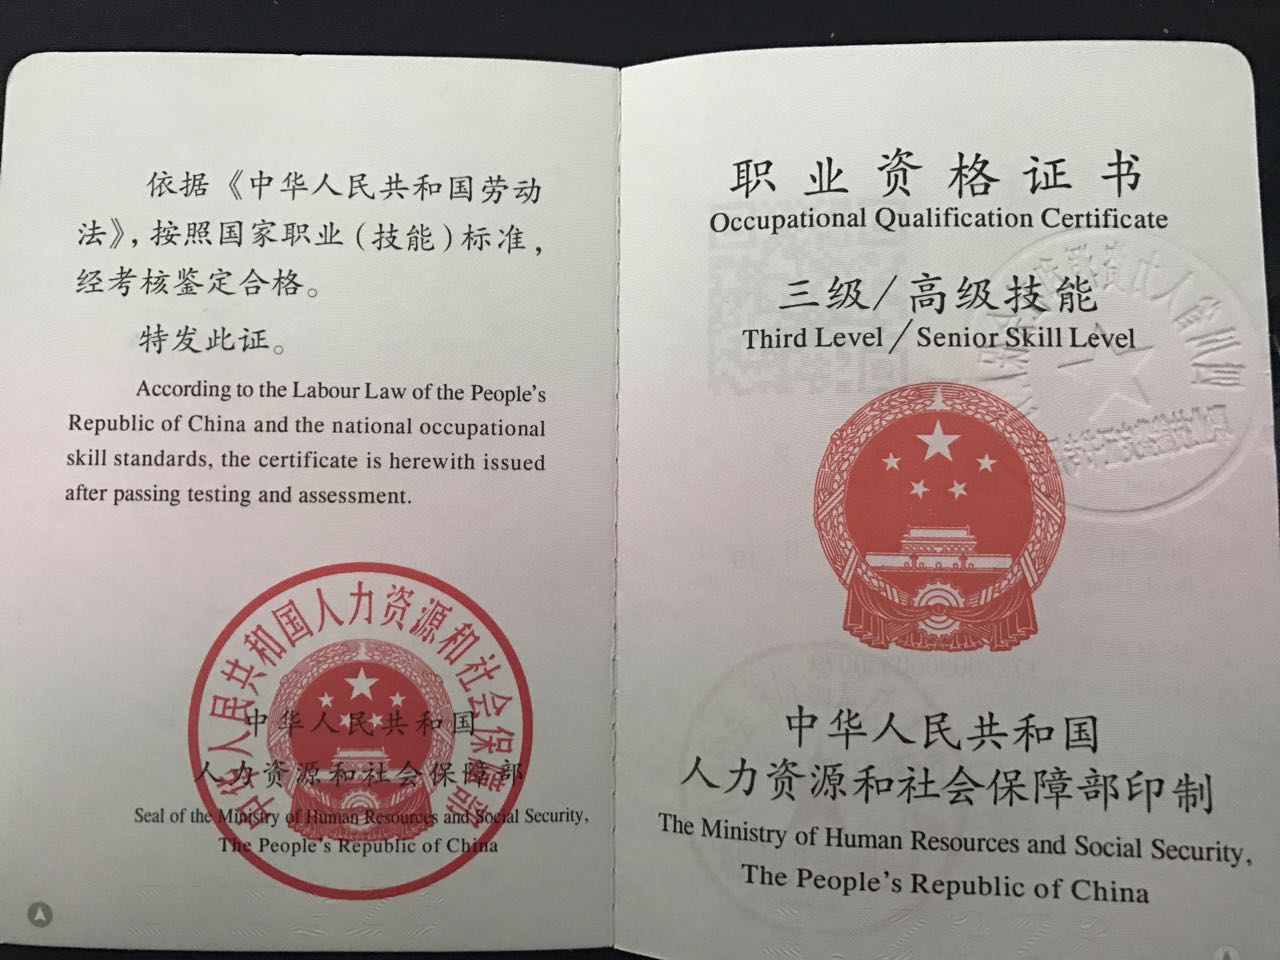 依据《中华人民共和国劳动
法》，按照国家职业（技能）标准，
经考核鉴定合格。
特发此证。
According to the Labour Law of the People's
Republic of China and the national occupational
skill standards, the certificate is herewith issued
after passing testing and assessment.
中华人民共和国人力资源和社会保障部
中华人民共和国
人力资源和社会保障部
Seal of the Ministry of Human Resources and Social Security,
The People's Republic of China
职业资格证书
Occupational Qualification Certificate
三级/高级技能
Third Level/Senior Skill Level
中华人民共和国
人力资源和社会保障部印制
The Ministry of Human Resources and Social Security,
The People's Republic of China